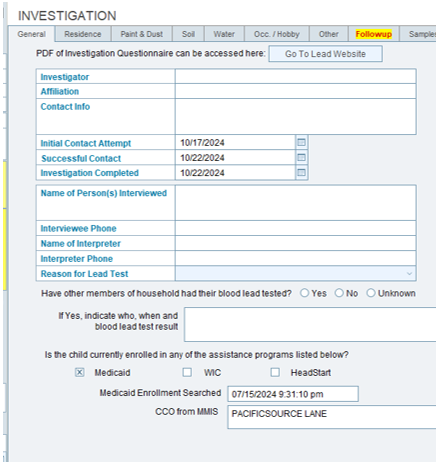 INVESTIGATION
General Residence Paint & Dust Soil Water Occ. / Hobby Other Followup Samples
PDF of Investigation Questionnaire can be accessed here: Go To Lead Website
Investigator
Affiliation
Contact Info
Initial Contact Attempt 10/17/2024
Successful Contact 10/22/2024
Investigation Completed 10/22/2024
Name of Person(s) Interviewed
Interviewee Phone
Name of Interpreter
Interpreter Phone
Reason for Lead Test
Have other members of household had their blood lead tested? Yes No Unknown
If Yes, indicate who, when and
blood lead test result
Is the child currently enrolled in any of the assistance programs listed below?
x Medicaid WIC HeadStart
Medicaid Enrollment Searched 07/15/2024 9:31:10 pm
CCO from MMIS PACIFICSOURCE LANE